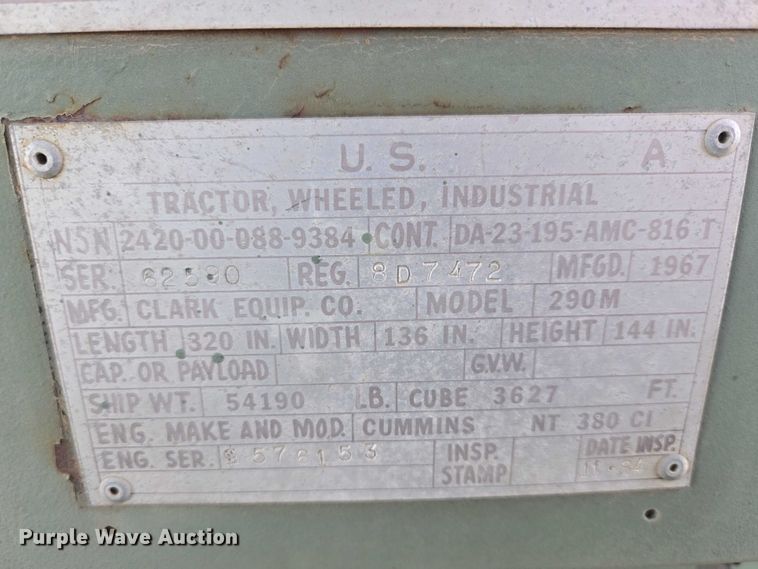 U. S. A
TRACTOR, WHEELED, INDUSTRIAL
NSN 2420-00-088-9384 CONT. DA-23-195-AMC-816 T
SER. REG. 8D7472 MFGD. 1967
MFG. CLARK EQUIP. CO. MODEL 290M
LENGTH 320 IN. WIDTH 136 IN. HEIGHT 144 IN.
CAP. OR PAYLOAD G.V.W.
SHIP WT. 54190 LB. CUBE 3627 FT.
ENG. MAKE AND MOD. CUMMINS NT 380 CI
ENG. SER. INSP. STAMP DATE INSP.
Purple Wave Auction